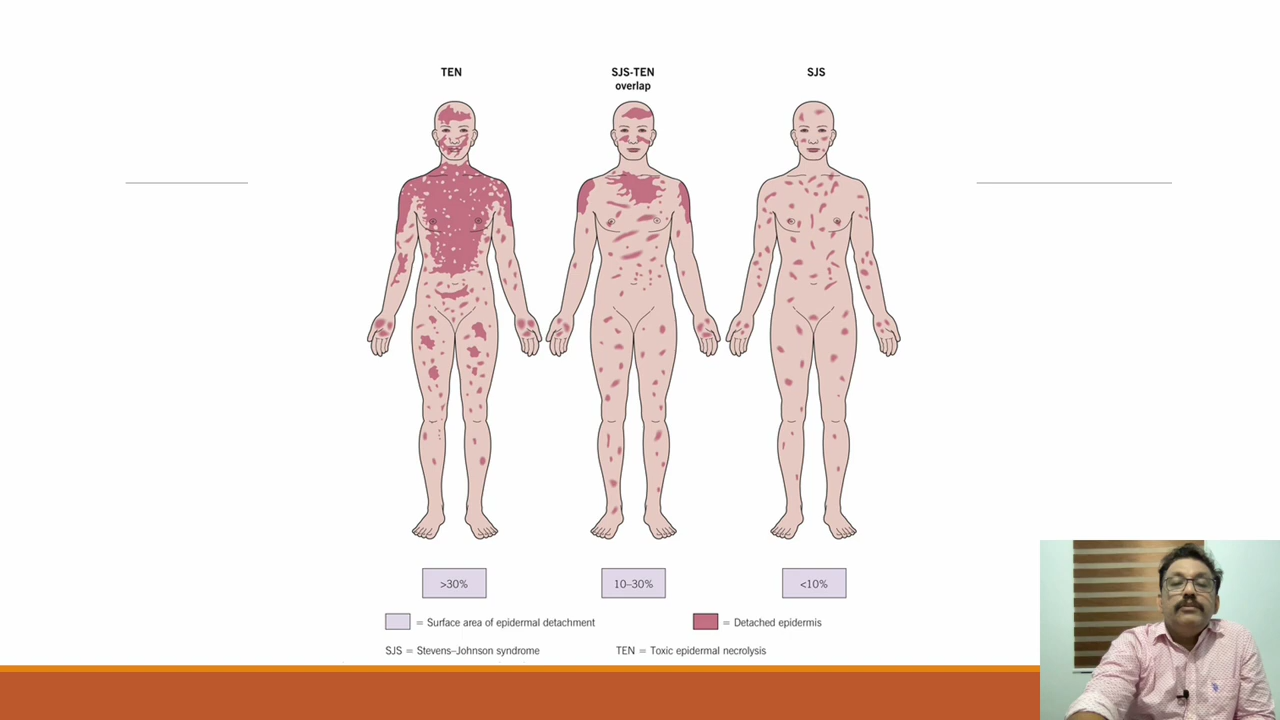 TEN
SJS-TEN
overlap
SJS
>30%
10–30%
<10%
= Surface area of epidermal detachment
= Detached epidermis
SJS = Stevens–Johnson syndrome
TEN = Toxic epidermal necrolysis